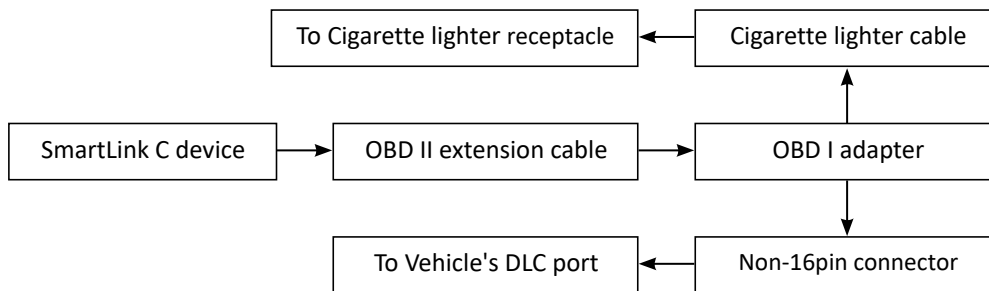 To Cigarette lighter receptacle
Cigarette lighter cable
SmartLink C device
OBD II extension cable
OBD I adapter
To Vehicle's DLC port
Non-16pin connector